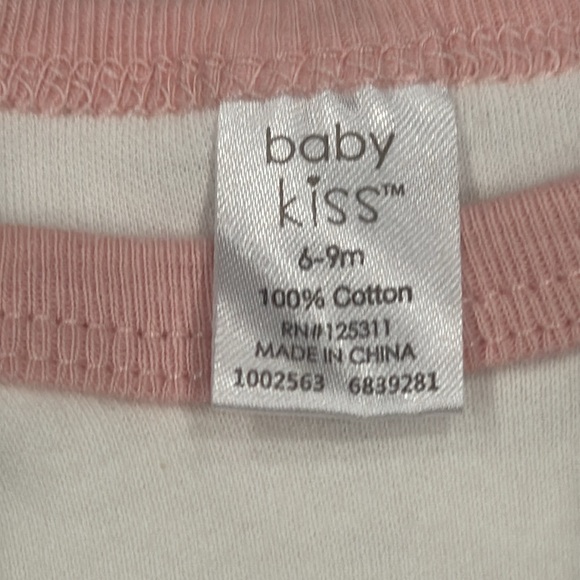 baby
kiss™
6-9m
100% Cotton
RN#125311
MADE IN CHINA
1002563 6839281